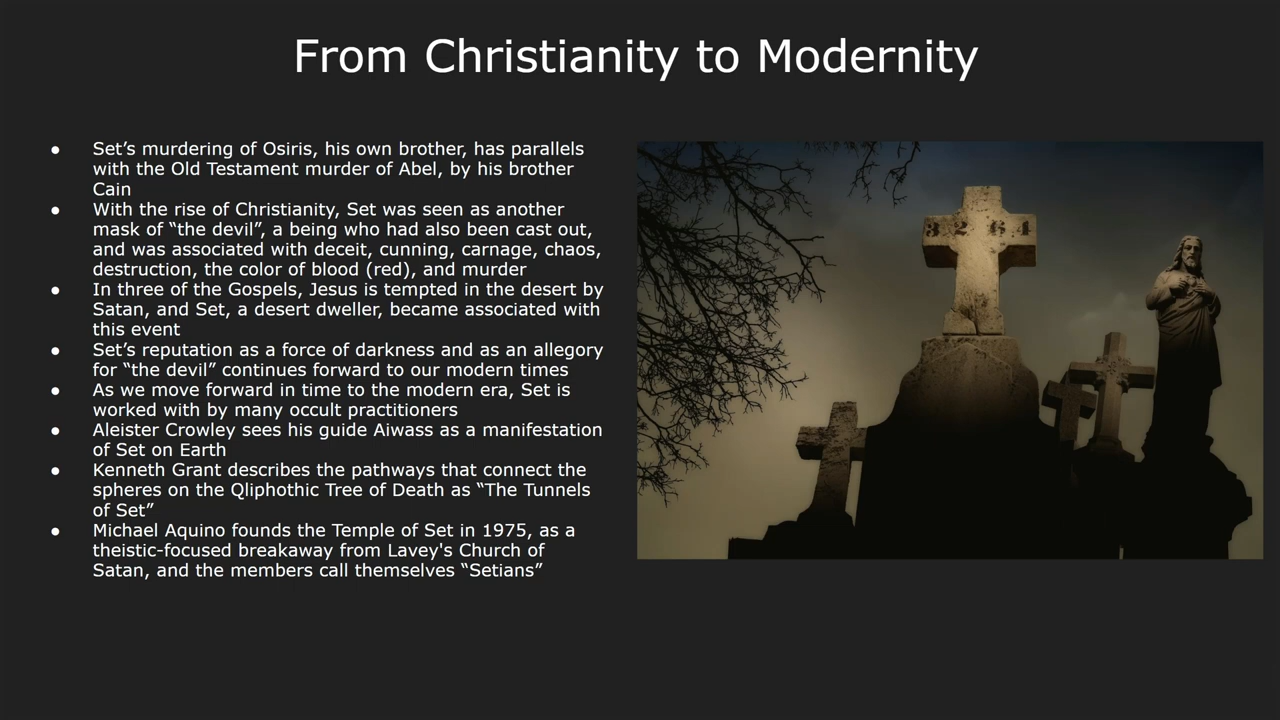 From Christianity to Modernity
● Set’s murdering of Osiris, his own brother, has parallels
with the Old Testament murder of Abel, by his brother
Cain
● With the rise of Christianity, Set was seen as another
mask of “the devil”, a being who had also been cast out,
and was associated with deceit, cunning, carnage, chaos,
destruction, the color of blood (red), and murder
● In three of the Gospels, Jesus is tempted in the desert by
Satan, and Set, a desert dweller, became associated with
this event
● Set’s reputation as a force of darkness and as an allegory
for “the devil” continues forward to our modern times
● As we move forward in time to the modern era, Set is
worked with by many occult practitioners
● Aleister Crowley sees his guide Aiwass as a manifestation
of Set on Earth
● Kenneth Grant describes the pathways that connect the
spheres on the Qliphothic Tree of Death as “The Tunnels
of Set”
● Michael Aquino founds the Temple of Set in 1975, as a
theistic-focused breakaway from Lavey's Church of
Satan, and the members call themselves “Setians”
3264